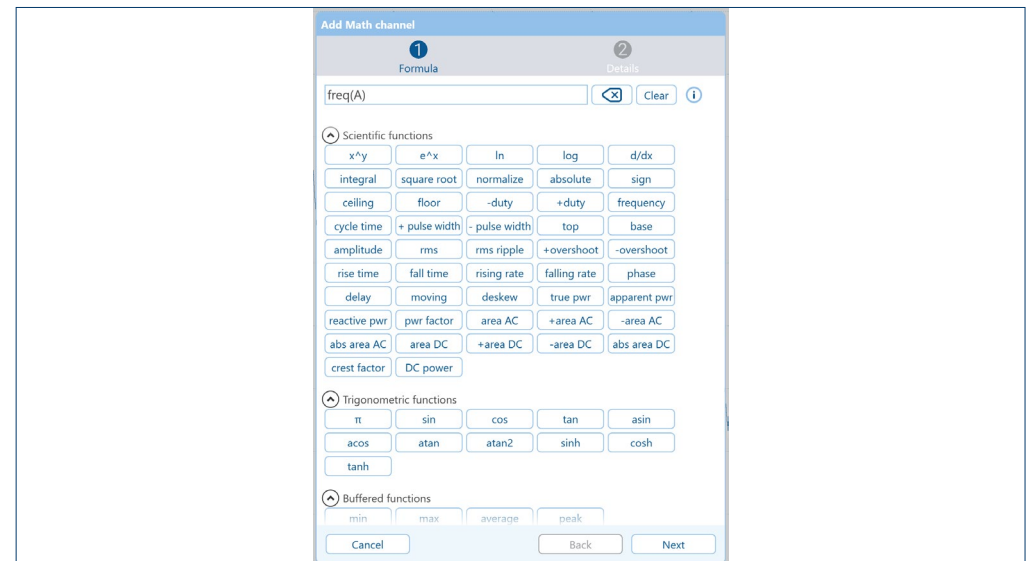 Add Math channel
1 2
Formula Details
freq(A) Clear i
Scientific functions
x^y e^x ln log d/dx
integral square root normalize absolute sign
ceiling floor -duty +duty frequency
cycle time + pulse width - pulse width top base
amplitude rms rms ripple +overshoot -overshoot
rise time fall time rising rate falling rate phase
delay moving deskew true pwr apparent pwr
reactive pwr pwr factor area AC +area AC -area AC
abs area AC area DC +area DC -area DC abs area DC
crest factor DC power
Trigonometric functions
π sin cos tan asin
acos atan atan2 sinh cosh
tanh
Buffered functions
min max average peak
Cancel Back Next